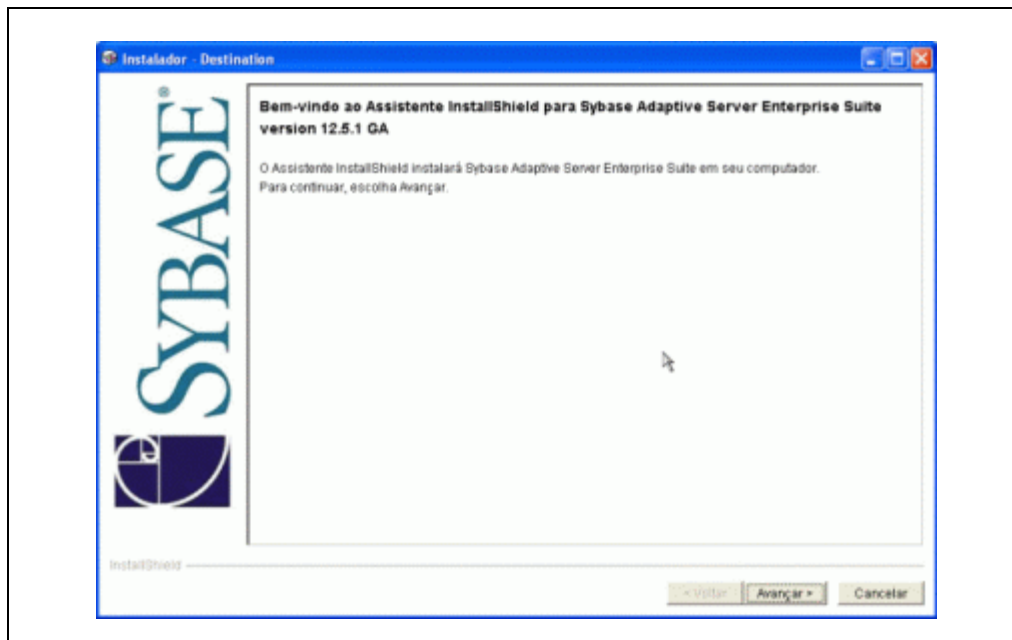 Instalador - Destination
SYBASE®
Bem-vindo ao Assistente InstallShield para Sybase Adaptive Server Enterprise Suite
version 12.5.1 GA
O Assistente InstallShield instalará Sybase Adaptive Server Enterprise Suite em seu computador.
Para continuar, escolha Avançar.
InstallShield
< Voltar
Avançar >
Cancelar